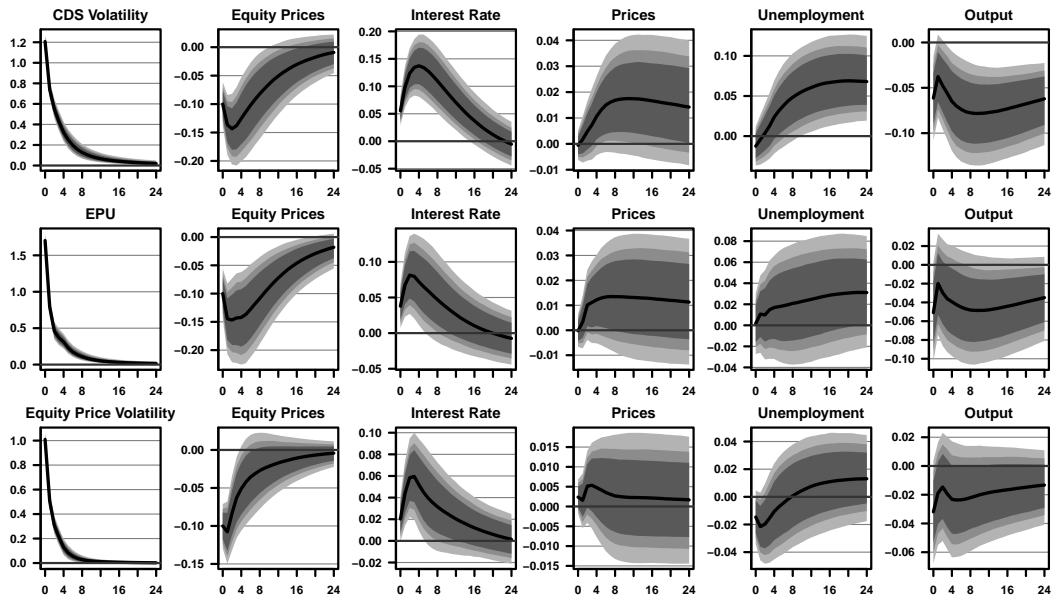 CDS Volatility Equity Prices Interest Rate Prices Unemployment Output
1.2 1.0 0.8 0.6 0.4 0.2 0.0
0.00 −0.05 −0.10 −0.15 −0.20
0.20 0.15 0.10 0.05 0.00 −0.05
0.04 0.03 0.02 0.01 0.00 −0.01
0.10 0.05 0.00
0.00 −0.05 −0.10
0 4 8 16 24 0 4 8 16 24 0 4 8 16 24 0 4 8 16 24 0 4 8 16 24 0 4 8 16 24
EPU Equity Prices Interest Rate Prices Unemployment Output
1.5 1.0 0.5 0.0
0.00 −0.05 −0.10 −0.15 −0.20
0.10 0.05 0.00 −0.05
0.04 0.03 0.02 0.01 0.00 −0.01
0.08 0.06 0.04 0.02 0.00 −0.02 −0.04
0.02 0.00 −0.02 −0.04 −0.06 −0.08 −0.10
0 4 8 16 24 0 4 8 16 24 0 4 8 16 24 0 4 8 16 24 0 4 8 16 24 0 4 8 16 24
Equity Price Volatility Equity Prices Interest Rate Prices Unemployment Output
1.0 0.8 0.6 0.4 0.2 0.0
0.00 −0.05 −0.10 −0.15
0.10 0.08 0.06 0.04 0.02 0.00 −0.02
0.015 0.010 0.005 0.000 −0.005 −0.010 −0.015
0.04 0.02 0.00 −0.02 −0.04
0.02 0.00 −0.02 −0.04 −0.06
0 4 8 16 24 0 4 8 16 24 0 4 8 16 24 0 4 8 16 24 0 4 8 16 24 0 4 8 16 24